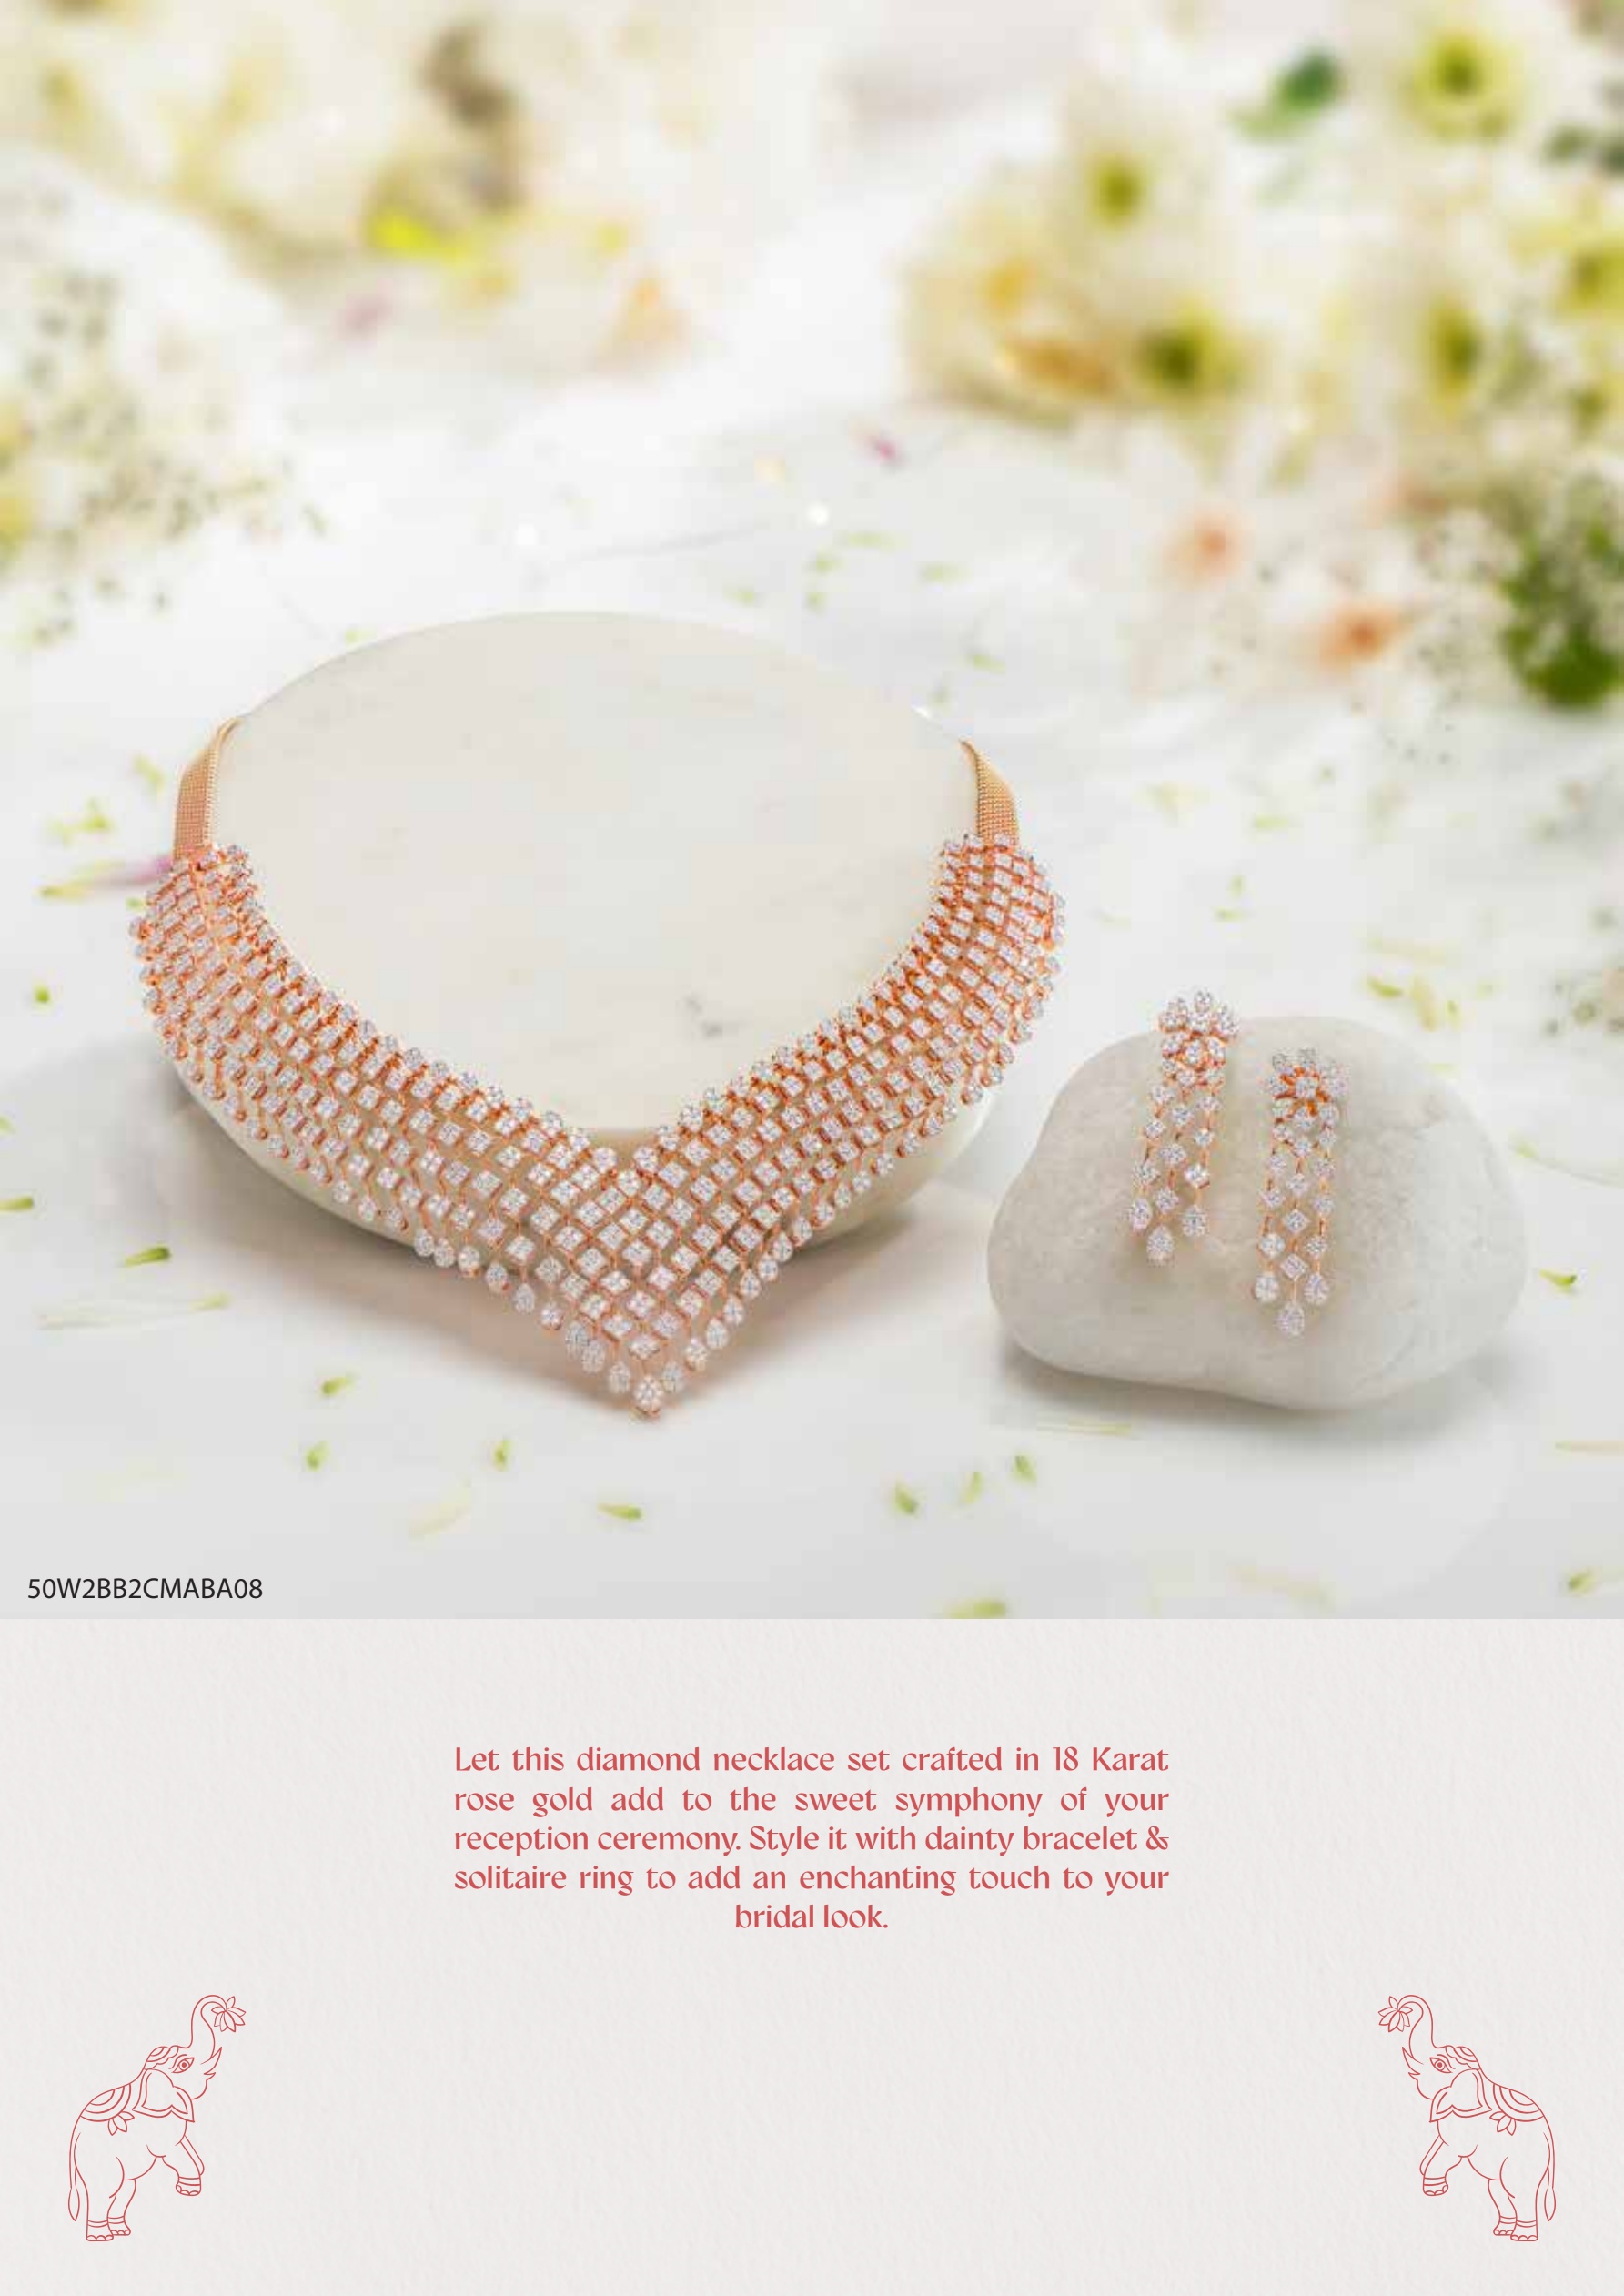 50W2BB2CMABA08
Let this diamond necklace set crafted in 18 Karat
rose gold add to the sweet symphony of your
reception ceremony. Style it with dainty bracelet &
solitaire ring to add an enchanting touch to your
bridal look.